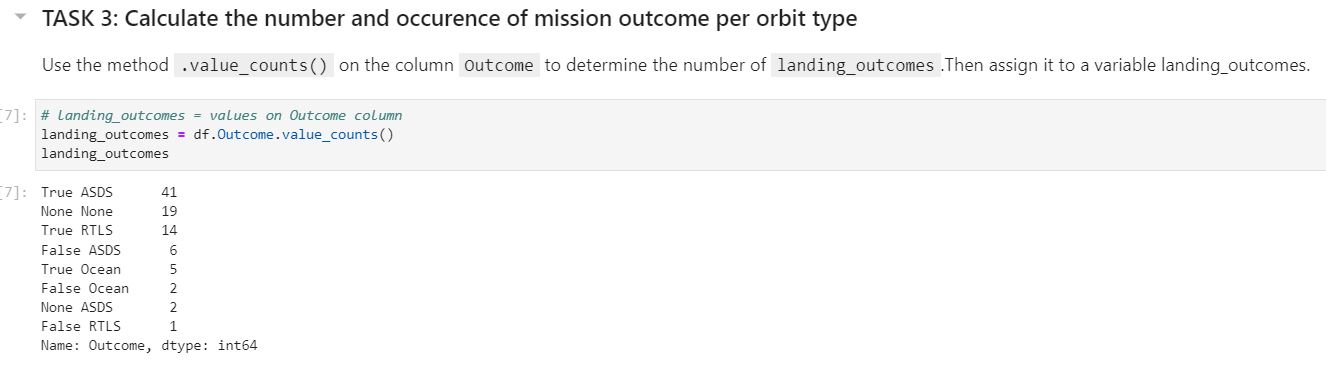 TASK 3: Calculate the number and occurence of mission outcome per orbit type
Use the method .value_counts() on the column Outcome to determine the number of landing_outcomes .Then assign it to a variable landing_outcomes.
[7]: # landing_outcomes = values on Outcome column
landing_outcomes = df.Outcome.value_counts()
landing_outcomes
[7]: True ASDS 41
None None 19
True RTLS 14
False ASDS 6
True Ocean 5
False Ocean 2
None ASDS 2
False RTLS 1
Name: Outcome, dtype: int64